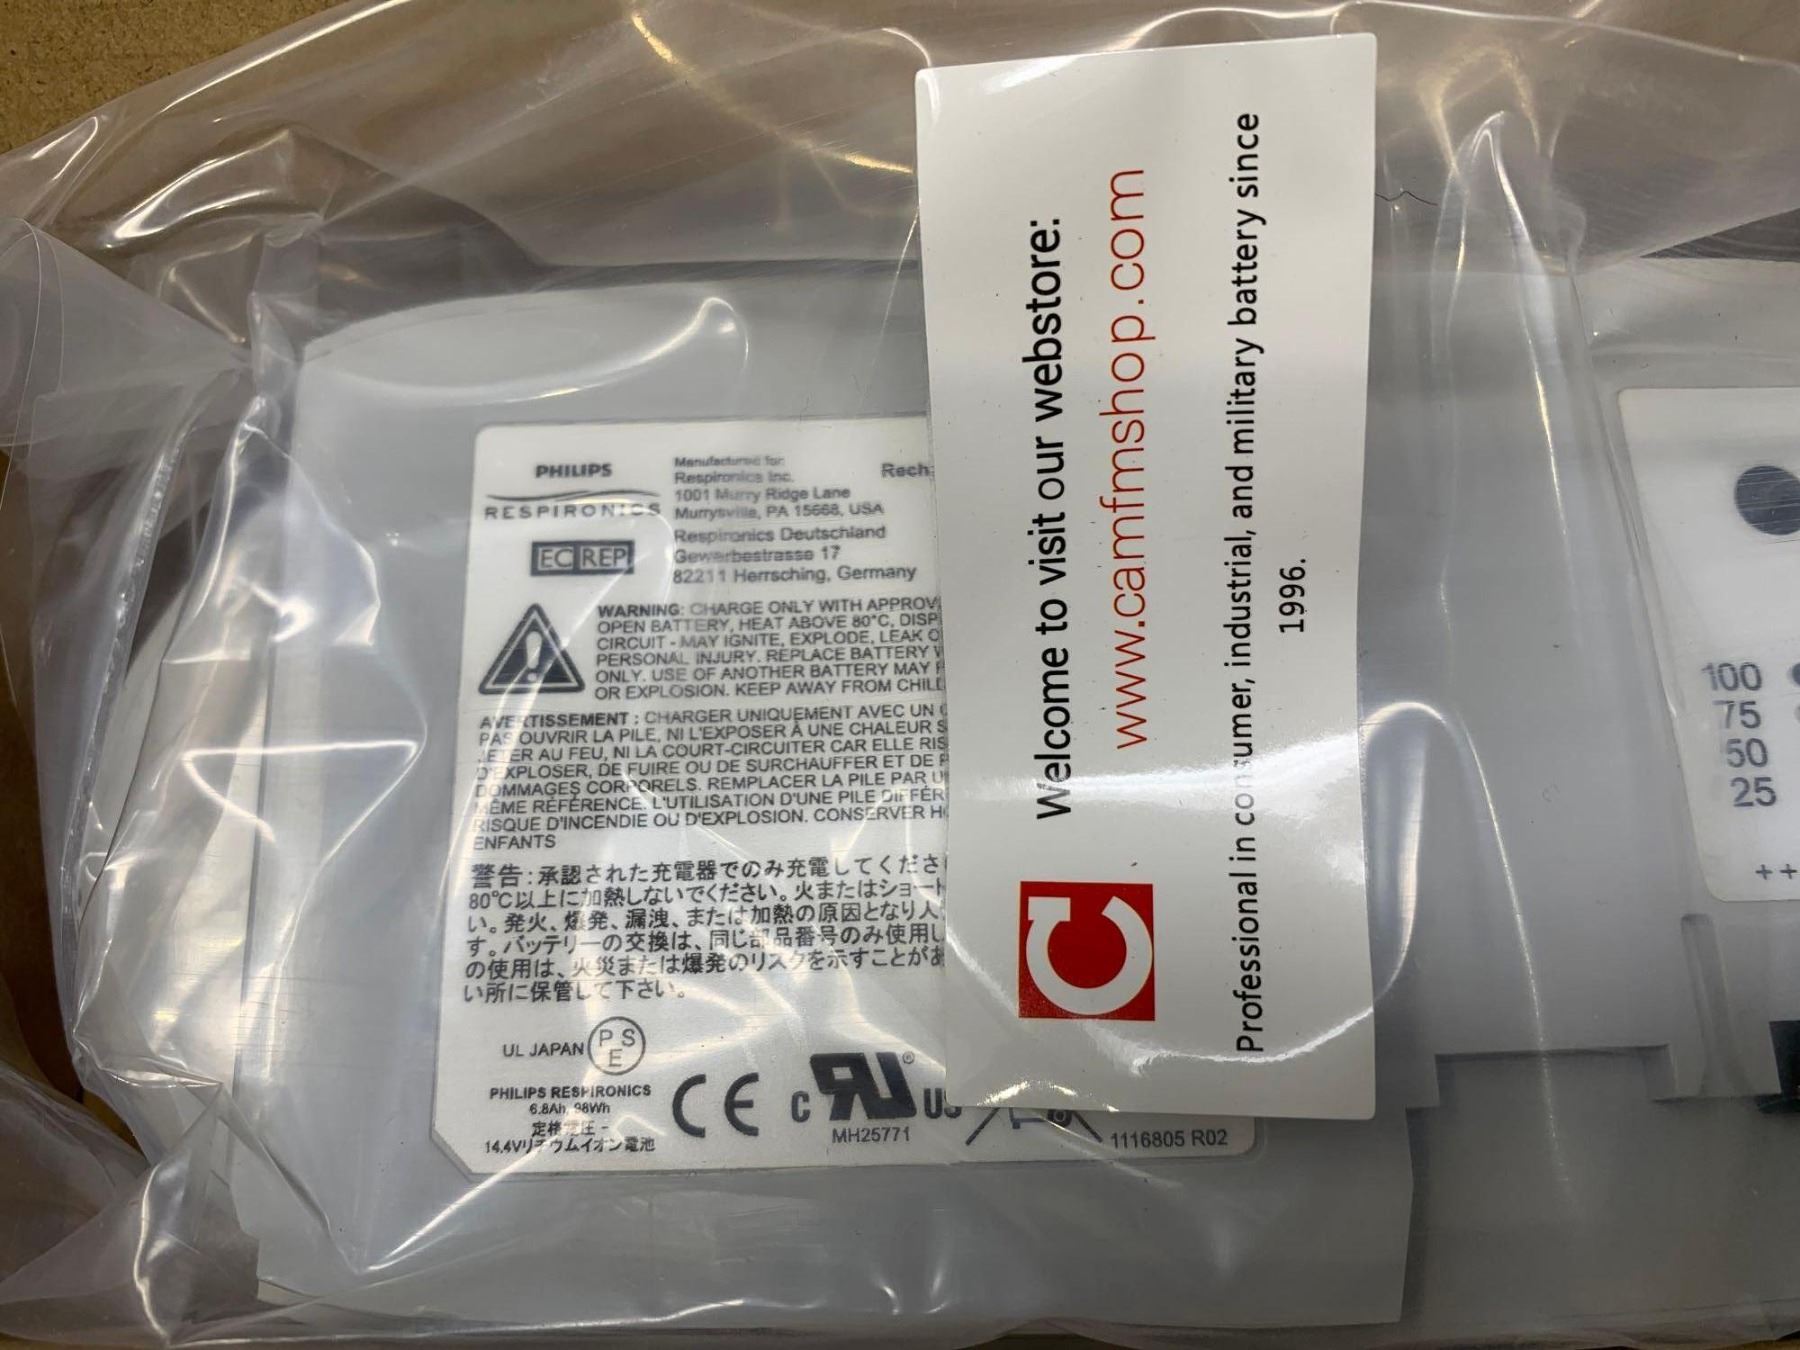 PHILIPS
RESPIRONICS
EC REP
Manufactured for:
Respironics Inc.
1001 Murry Ridge Lane
Murrysville, PA 15668, USA
Respironics Deutschland
Gewerbestrasse 17
82211 Herrsching, Germany
Rech
WARNING: CHARGE ONLY WITH APPROV
OPEN BATTERY, HEAT ABOVE 80°C, DISP
CIRCUIT - MAY IGNITE, EXPLODE, LEAK O
PERSONAL INJURY. REPLACE BATTERY W
ONLY. USE OF ANOTHER BATTERY MAY
OR EXPLOSION. KEEP AWAY FROM CHIL
AVERTISSEMENT : CHARGER UNIQUEMENT AVEC UN
PAS OUVRIR LA PILE, NI L'EXPOSER À UNE CHALEUR S
JETER AU FEU, NI LA COURT-CIRCUITER CAR ELLE RIS
D'EXPLOSER, DE FUIRE OU DE SURCHAUFFER ET DE
DOMMAGES CORPORELS. REMPLACER LA PILE PAR U
MÊME RÉFÉRENCE. L'UTILISATION D'UNE PILE DIFFÉR
RISQUE D'INCENDIE OU D'EXPLOSION. CONSERVER H
ENFANTS
警告:承認された充電器でのみ充電してくださ
80℃以上に加熱しないでください。火またはショート
い。発火、爆発、漏洩、または加熱の原因となり人
す。バッテリーの交換は、同じ部品番号のみ使用し
の使用は、火災または爆発のリスクを示すことがあ
い所に保管して下さい。
UL JAPAN
PSE
PHILIPS RESPIRONICS
6.8Ah, 98Wh
定格電圧 -
14.4Vリチウムイオン電池
CE
C RU® US
MH25771
1116805 R02
Welcome to visit our webstore:
www.camfmshop.com
Professional in consumer, industrial, and military battery since
1996.
100
75
50
25
++